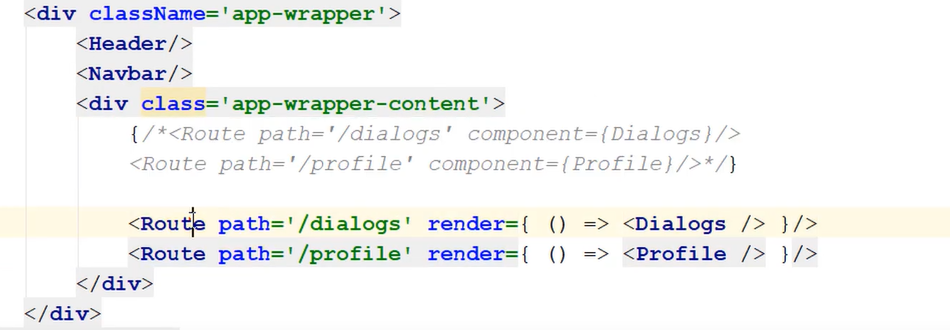 <div className='app-wrapper'>
<Header/>
<Navbar/>
<div class='app-wrapper-content'>
{/*<Route path='/dialogs' component={Dialogs}/>
<Route path='/profile' component={Profile}/>*/}
<Route path='/dialogs' render={ () => <Dialogs /> }/>
<Route path='/profile' render={ () => <Profile /> }/>
</div>
</div>